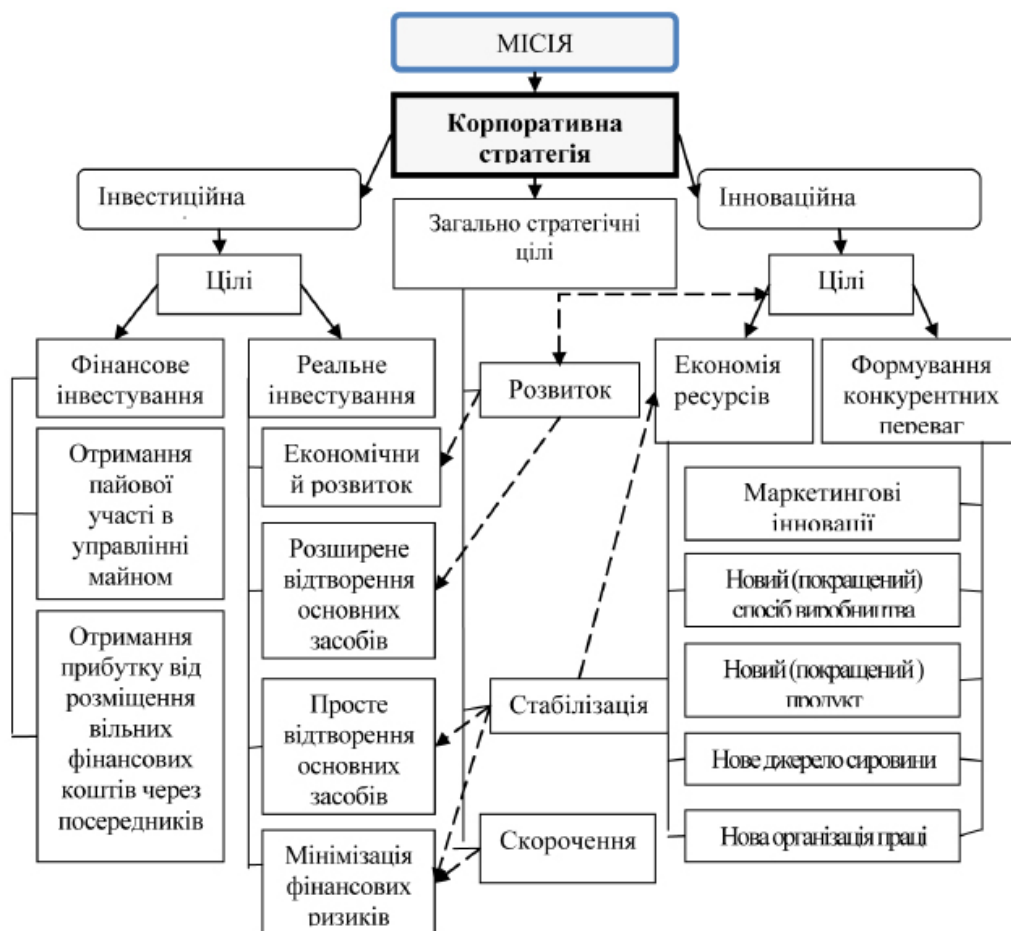 МІСІЯ
Корпоративна
стратегія
Інвестиційна
Загально стратегічні
цілі
Інноваційна
Цілі
Цілі
Фінансове
інвестування
Реальне
інвестування
Розвиток
Економія
ресурсів
Формування
конкурентних
переваг
Отримання
пайової
участі в
управлінні
майном
Отримання
прибутку від
розміщення
вільних
фінансових
коштів через
посередників
Економічни
й розвиток
Розширене
відтворення
основних
засобів
Просте
відтворення
основних
засобів
Мінімізація
фінансових
ризиків
Стабілізація
Скорочення
Маркетингові
інновації
Новий (покращений)
спосіб виробництва
Новий (покращений )
продукт
Нове джерело сировини
Нова організація праці